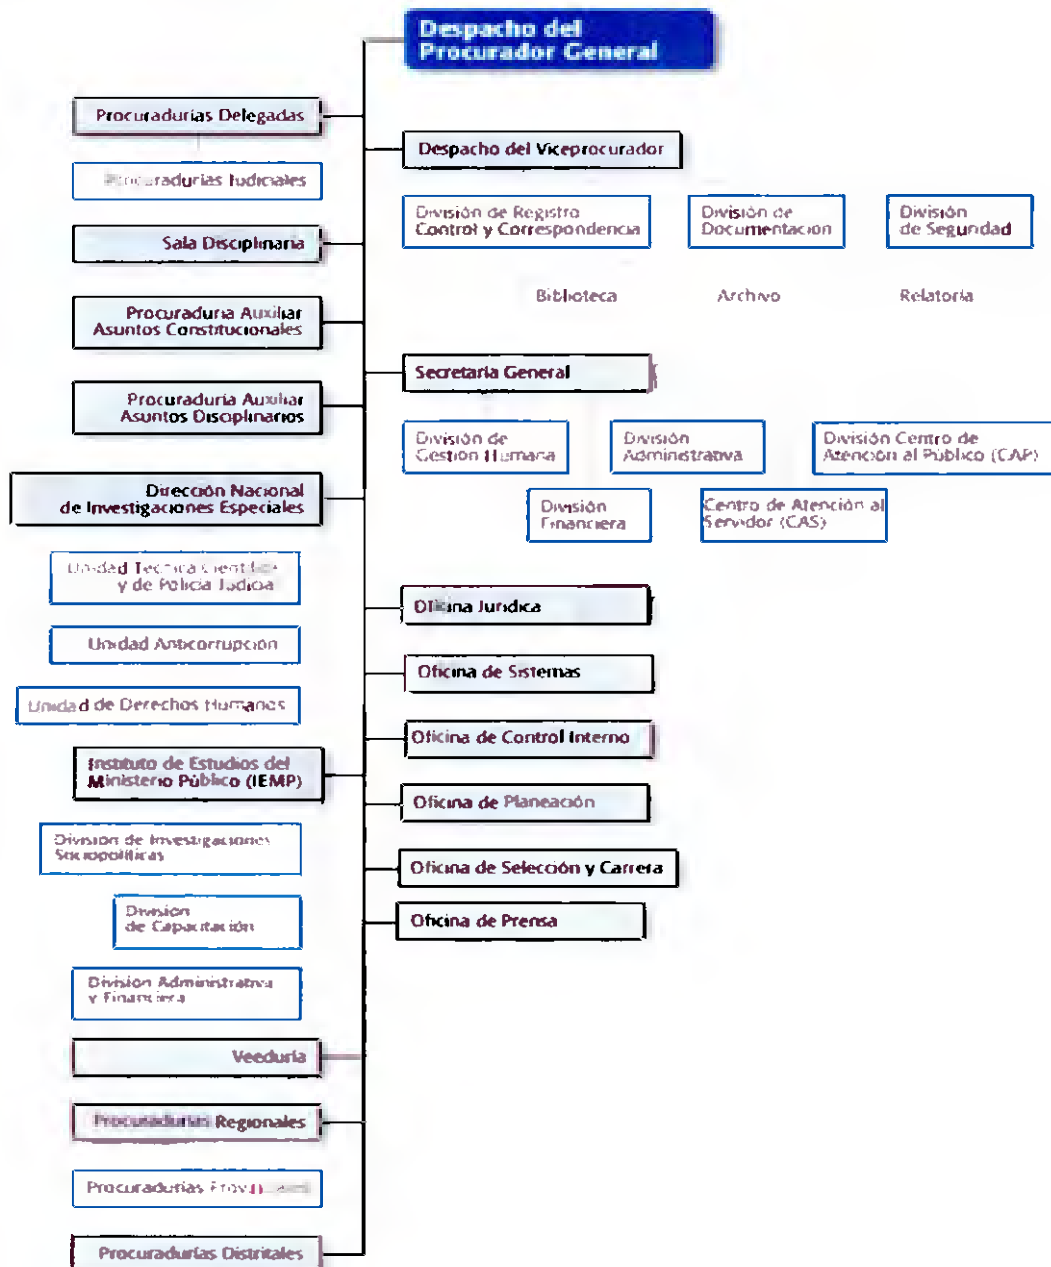 Despacho del
Procurador General
Procuradurías Delegadas
Procuradurías Judiciales
Sala Disciplinaria
Procuraduría Auxiliar
Asuntos Constitucionales
Procuraduría Auxiliar
Asuntos Disciplinarios
Dirección Nacional
de Investigaciones Especiales
Unidad Técnica Científica
y de Policía Judicial
Unidad Anticorrupción
Unidad de Derechos Humanos
Instituto de Estudios del
Ministerio Público (IEMP)
División de Investigaciones
Sociopolíticas
División
de Capacitación
División Administrativa
y Financiera
Veeduría
Procuradurías Regionales
Procuradurías
Procuradurías Distritales
Despacho del Viceprocurador
División de Registro
Control y Correspondencia
División de
Documentación
División
de Seguridad
Biblioteca
Archivo
Relatoría
Secretaría General
División de
Gestión Humana
División
Administrativa
División Centro de
Atención al Público (CAP)
División
Financiera
Centro de Atención al
Servidor (CAS)
Oficina Jurídica
Oficina de Sistemas
Oficina de Control Interno
Oficina de Planeación
Oficina de Selección y Carrera
Oficina de Prensa